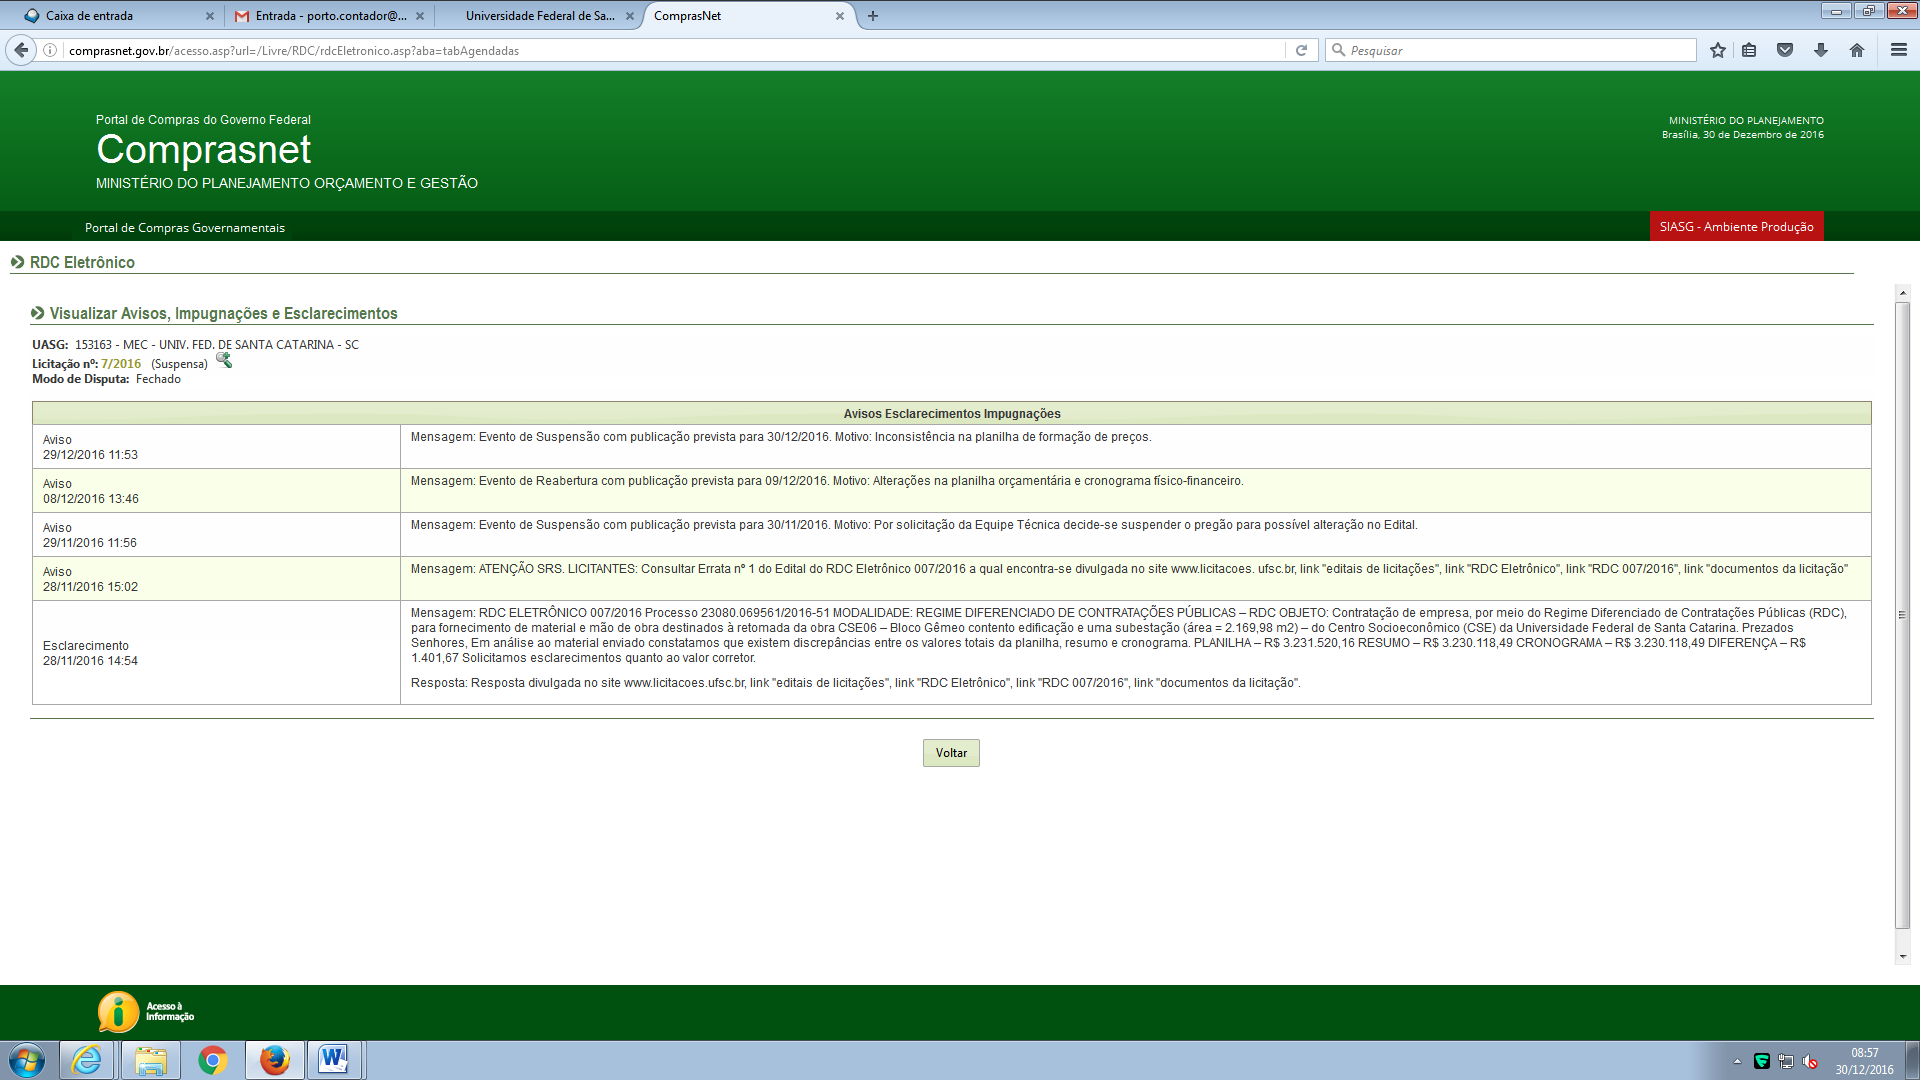 Caixa de entrada
Entrada - porto.contador@...
Universidade Federal de Sa...
ComprasNet
comprasnet.gov.br/acesso.asp?url=/Livre/RDC/rdcEletronico.asp?aba=tabAgendadas
Pesquisar
Portal de Compras do Governo Federal
Comprasnet
MINISTÉRIO DO PLANEJAMENTO ORÇAMENTO E GESTÃO
MINISTÉRIO DO PLANEJAMENTO
Brasília, 30 de Dezembro de 2016
Portal de Compras Governamentais
SIASG - Ambiente Produção
RDC Eletrônico
Visualizar Avisos, Impugnações e Esclarecimentos
UASG: 153163 - MEC - UNIV. FED. DE SANTA CATARINA - SC
Licitação nº: 7/2016 (Suspensa)
Modo de Disputa: Fechado
Avisos Esclarecimentos Impugnações
Aviso
29/12/2016 11:53
Mensagem: Evento de Suspensão com publicação prevista para 30/12/2016. Motivo: Inconsistência na planilha de formação de preços.
Aviso
08/12/2016 13:46
Mensagem: Evento de Reabertura com publicação prevista para 09/12/2016. Motivo: Alterações na planilha orçamentária e cronograma físico-financeiro.
Aviso
29/11/2016 11:56
Mensagem: Evento de Suspensão com publicação prevista para 30/11/2016. Motivo: Por solicitação da Equipe Técnica decide-se suspender o pregão para possível alteração no Edital.
Aviso
28/11/2016 15:02
Mensagem: ATENÇÃO SRS. LICITANTES: Consultar Errata nº 1 do Edital do RDC Eletrônico 007/2016 a qual encontra-se divulgada no site www.licitacoes. ufsc.br, link "editais de licitações", link "RDC Eletrônico", link "RDC 007/2016", link "documentos da licitação"
Esclarecimento
28/11/2016 14:54
Mensagem: RDC ELETRÔNICO 007/2016 Processo 23080.069561/2016-51 MODALIDADE: REGIME DIFERENCIADO DE CONTRATAÇÕES PÚBLICAS – RDC OBJETO: Contratação de empresa, por meio do Regime Diferenciado de Contratações Públicas (RDC),
para fornecimento de material e mão de obra destinados à retomada da obra CSE06 – Bloco Gêmeo contento edificação e uma subestação (área = 2.169,98 m2) – do Centro Socioeconômico (CSE) da Universidade Federal de Santa Catarina. Prezados
Senhores, Em análise ao material enviado constatamos que existem discrepâncias entre os valores totais da planilha, resumo e cronograma. PLANILHA – R$ 3.231.520,16 RESUMO – R$ 3.230.118,49 CRONOGRAMA – R$ 3.230.118,49 DIFERENÇA – R$
1.401,67 Solicitamos esclarecimentos quanto ao valor corretor.
Resposta: Resposta divulgada no site www.licitacoes.ufsc.br, link "editais de licitações", link "RDC Eletrônico", link "RDC 007/2016", link "documentos da licitação".
Voltar
Acesso à
Informação
08:57
30/12/2016